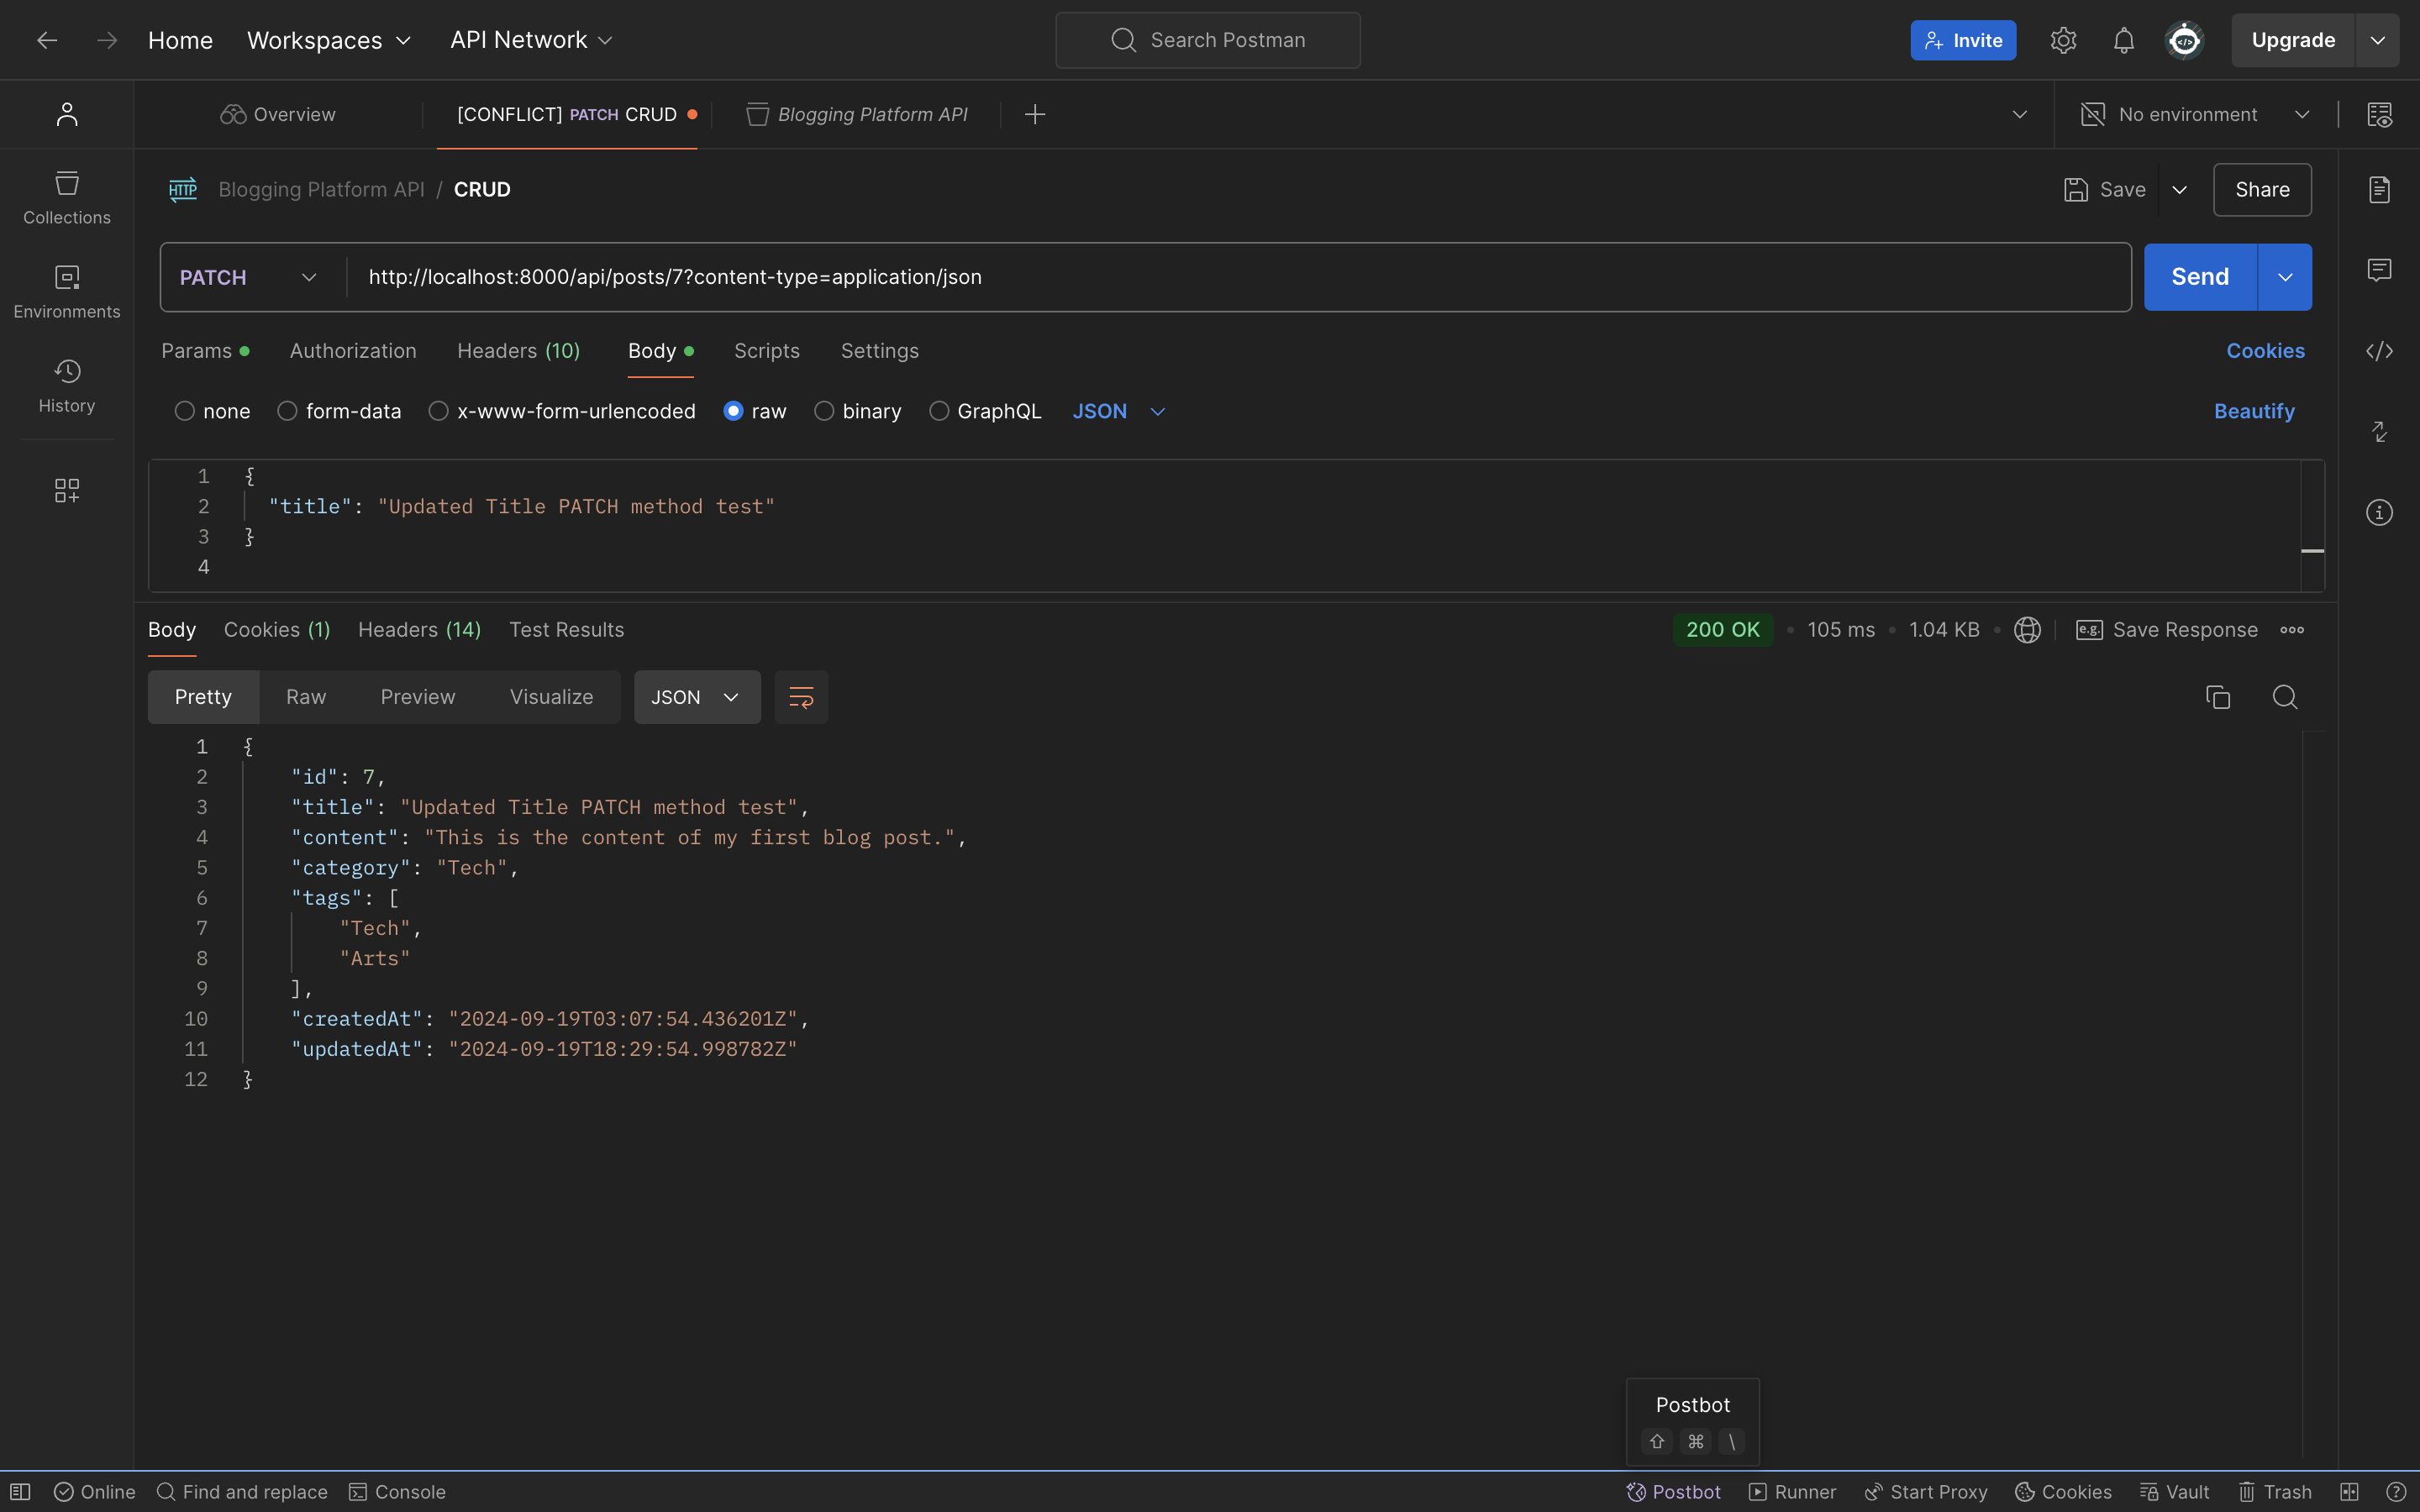 Home Workspaces API Network Search Postman Invite Upgrade
Overview [CONFLICT] PATCH CRUD Blogging Platform API No environment
HTTP Blogging Platform API / CRUD Save Share
Collections
PATCH http://localhost:8000/api/posts/7?content-type=application/json Send
Environments
Params Authorization Headers (10) Body Scripts Settings Cookies
History
none form-data x-www-form-urlencoded raw binary GraphQL JSON Beautify
1 {
2 "title": "Updated Title PATCH method test"
3 }
4
Body Cookies (1) Headers (14) Test Results 200 OK 105 ms 1.04 KB e.g. Save Response
Pretty Raw Preview Visualize JSON
1 {
2 "id": 7,
3 "title": "Updated Title PATCH method test",
4 "content": "This is the content of my first blog post.",
5 "category": "Tech",
6 "tags": [
7 "Tech",
8 "Arts"
9 ],
10 "createdAt": "2024-09-19T03:07:54.436201Z",
11 "updatedAt": "2024-09-19T18:29:54.998782Z"
12 }
Postbot
⇧ ⌘ \
Online Find and replace Console Postbot Runner Start Proxy Cookies Vault Trash